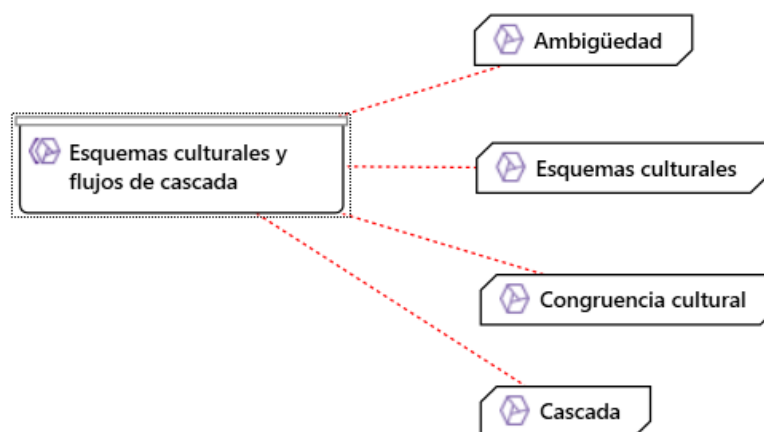 Ambigüedad
Esquemas culturales y
flujos de cascada
Esquemas culturales
Congruencia cultural
Cascada